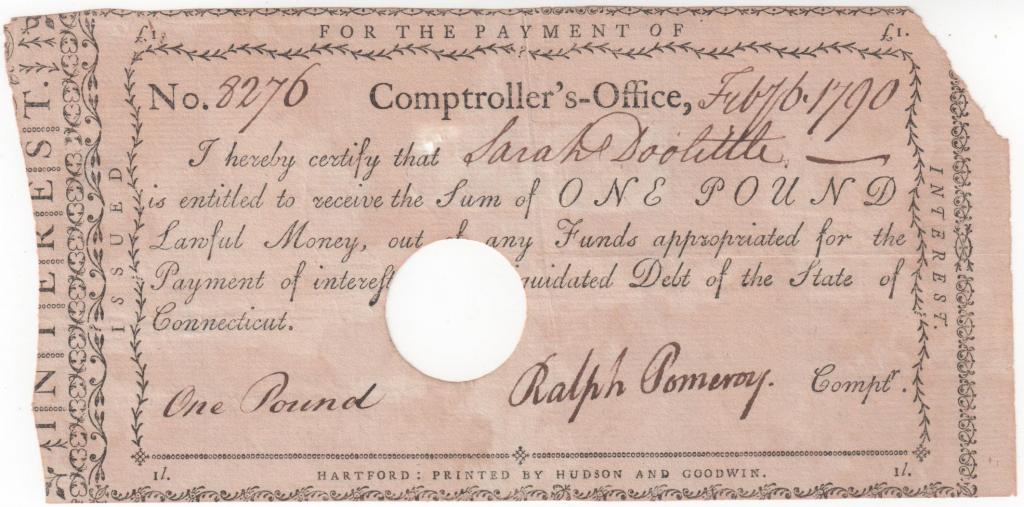 FOR THE PAYMENT OF
£1. £1.
INTEREST.
ISSUED
INTEREST.
No. 8276 Comptroller's-Office, Feb 16. 1790
I hereby certify that Sarah Doolittle
is entitled to receive the Sum of ONE POUND
Lawful Money, out of any Funds appropriated for the
Payment of interest quidated Debt of the State of
Connecticut.
One Pound Ralph Pomeroy. Comptr.
1l. HARTFORD: PRINTED BY HUDSON AND GOODWIN. 1l.